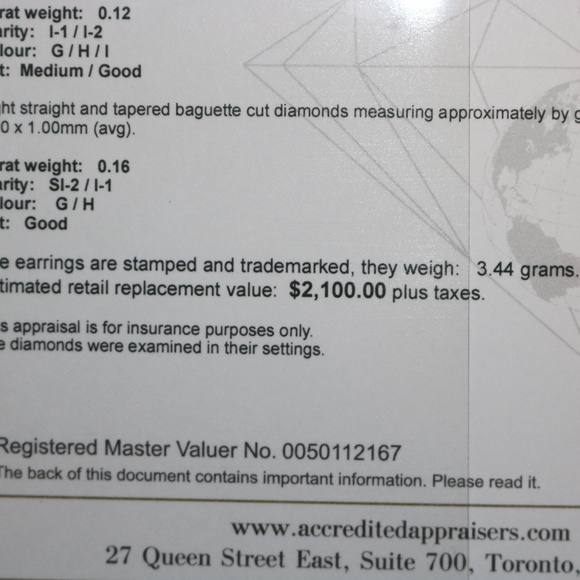 rat weight: 0.12
rity: I-1 / I-2
lour: G / H / I
t: Medium / Good
ht straight and tapered baguette cut diamonds measuring approximately by g
0 x 1.00mm (avg).
rat weight: 0.16
rity: SI-2 / I-1
lour: G / H
t: Good
e earrings are stamped and trademarked, they weigh: 3.44 grams.
timated retail replacement value: $2,100.00 plus taxes.
s appraisal is for insurance purposes only.
e diamonds were examined in their settings.
Registered Master Valuer No. 0050112167
The back of this document contains important information. Please read it.
www.accreditedappraisers.com
27 Queen Street East, Suite 700, Toronto,